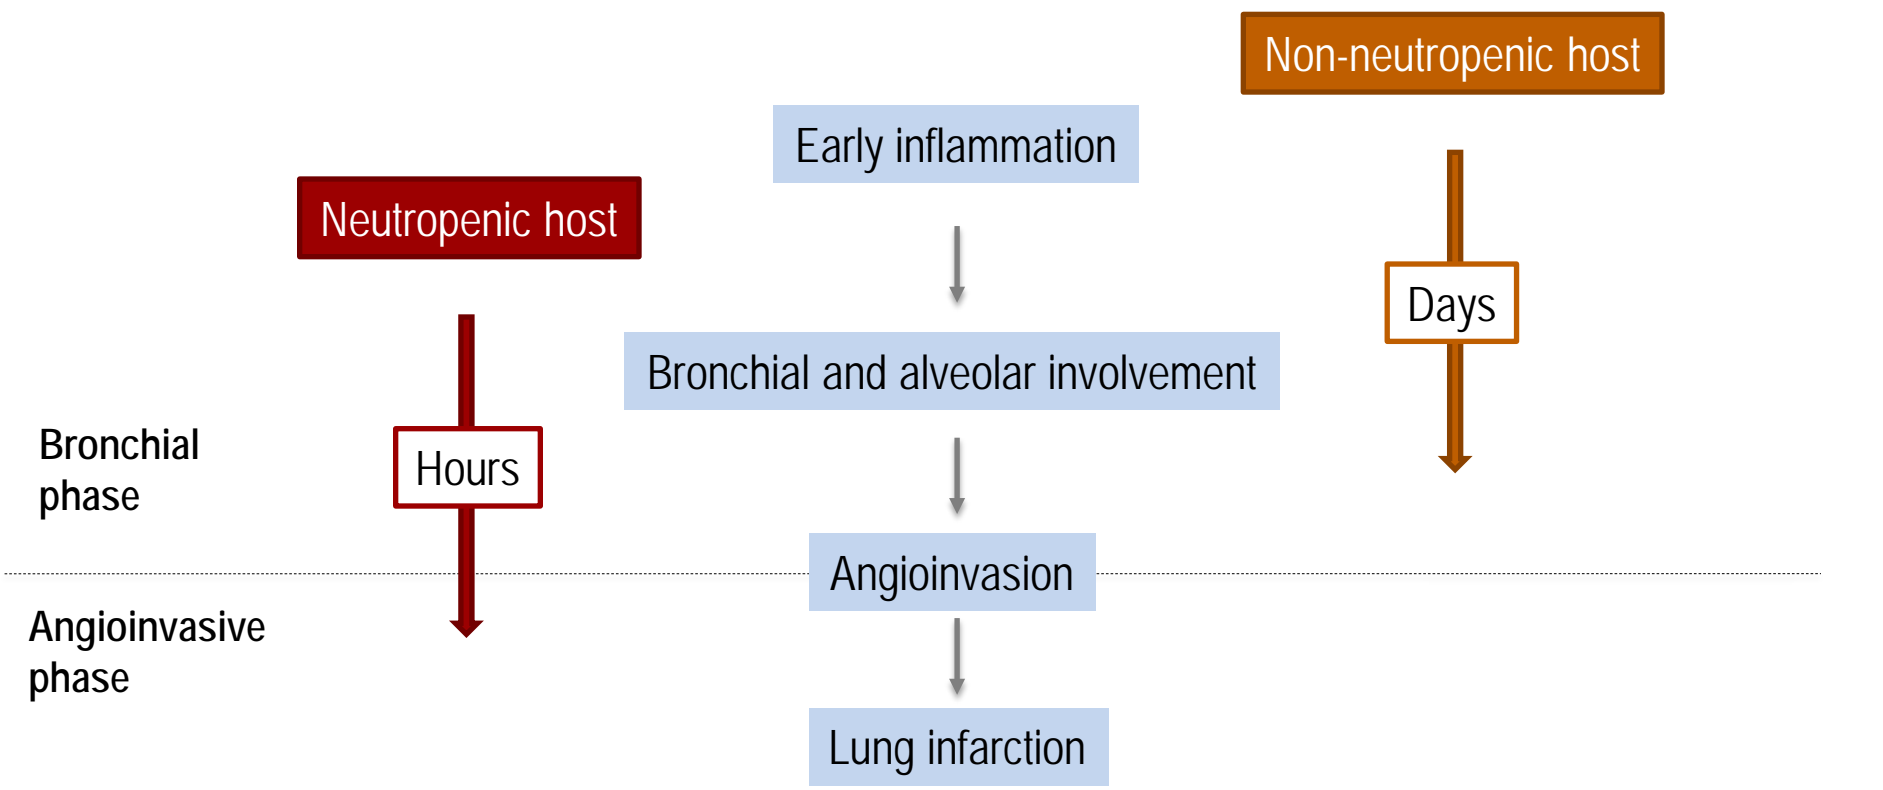 Non-neutropenic host
Early inflammation
Neutropenic host
Days
Bronchial and alveolar involvement
Bronchial
phase
Hours
Angioinvasion
Angioinvasive
phase
Lung infarction